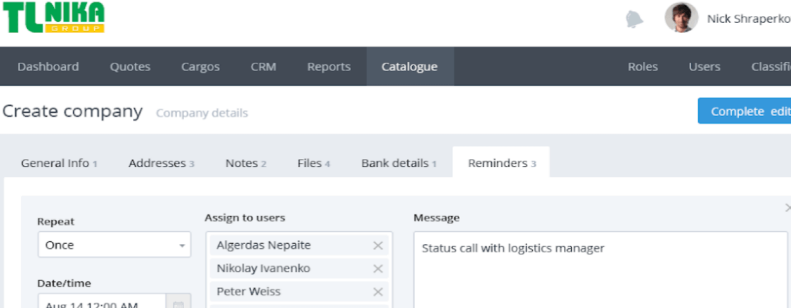 TL NIKA
GROUP
Nick Shraperko
Dashboard Quotes Cargos CRM Reports Catalogue Roles Users Classifi
Create company Company details
Complete edit
General Info 1 Addresses 3 Notes 2 Files 4 Bank details 1 Reminders 3
Repeat Assign to users Message
Once Algerdas Nepaite Status call with logistics manager
Nikolay Ivanenko
Date/time Peter Weiss
Aug 14 12:00 AM